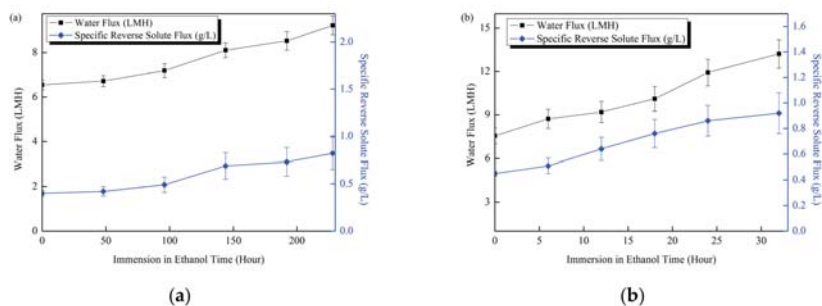 (a)
Water Flux (LMH)
Specific Reverse Solute Flux (g/L)
8
6
4
2
0
Water Flux (LMH)
2.0
1.5
1.0
0.5
0.0
Specific Reverse Solute Flux (g/L)
0 50 100 150 200
Immension in Ethanol Time (Hour)
(a)
(b)
Water Flux (LMH)
Specific Reverse Solute Flux (g/L)
15
12
9
6
3
Water Flux (LMH)
1.6
1.4
1.2
1.0
0.8
0.6
0.4
0.2
0.0
Specific Reverse Solute Flux (g/L)
0 5 10 15 20 25 30
Immension in Ethanol Time (Hour)
(b)